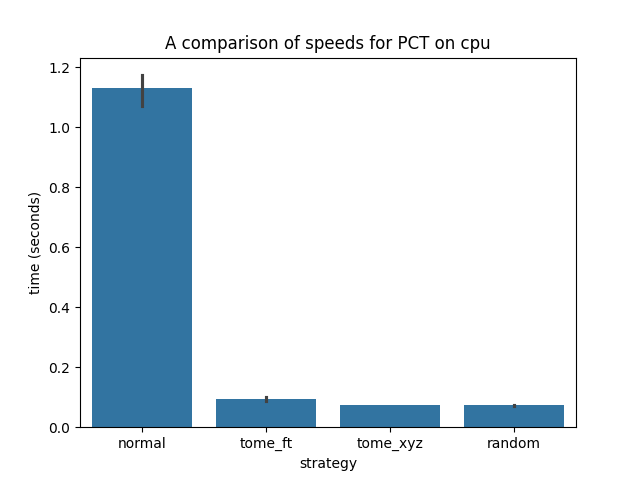 A comparison of speeds for PCT on cpu
1.2
1.0
0.8
0.6
0.4
0.2
0.0
time (seconds)
normal tome_ft tome_xyz random
strategy